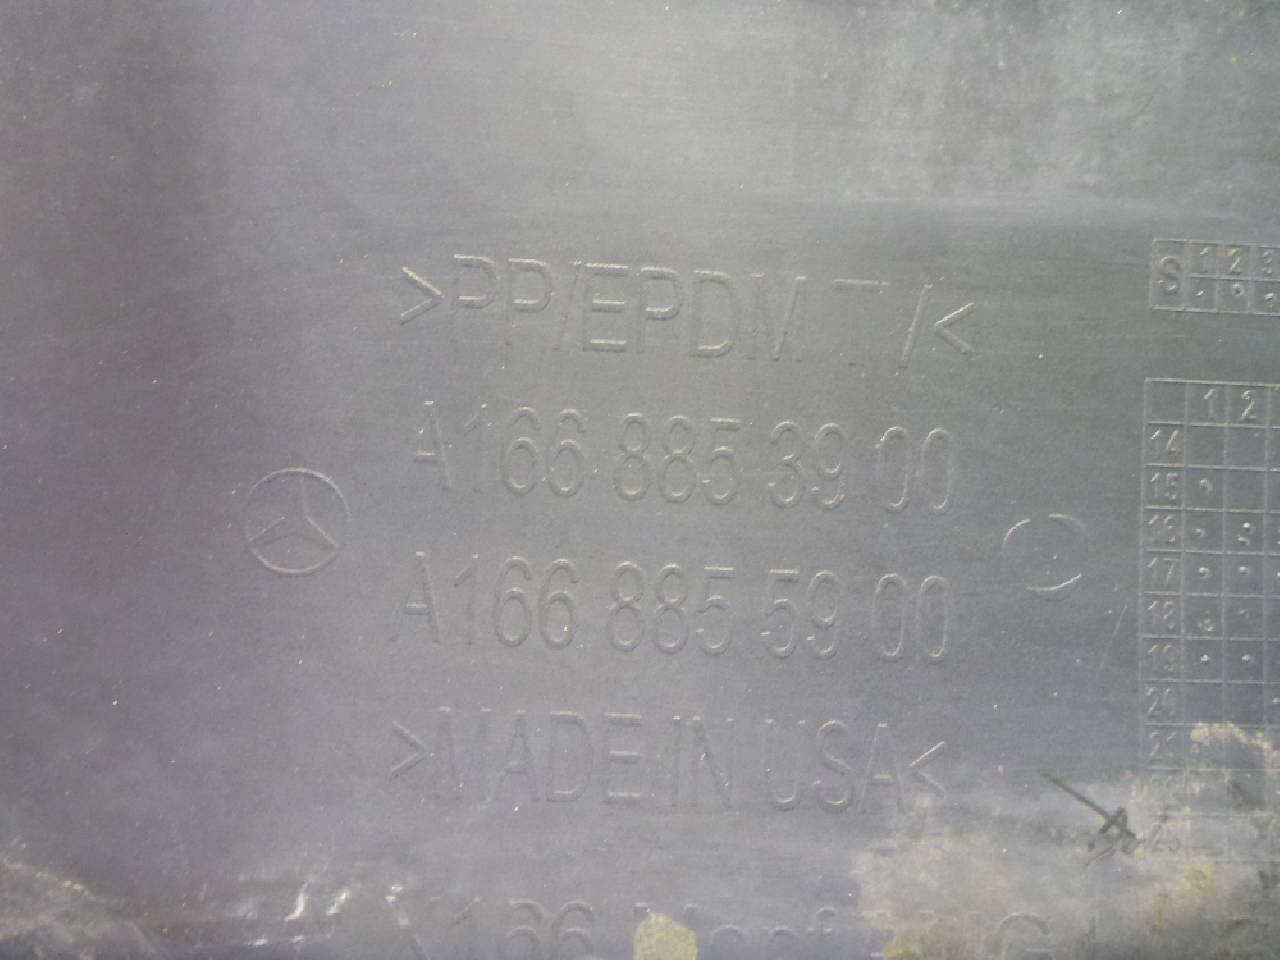 >PP/EPDM T /<
A166 885 39 00
A166 885 59 00
>MADE IN USA<
S 1 2 3
1 2
14
15
16
17
18
19
20
21